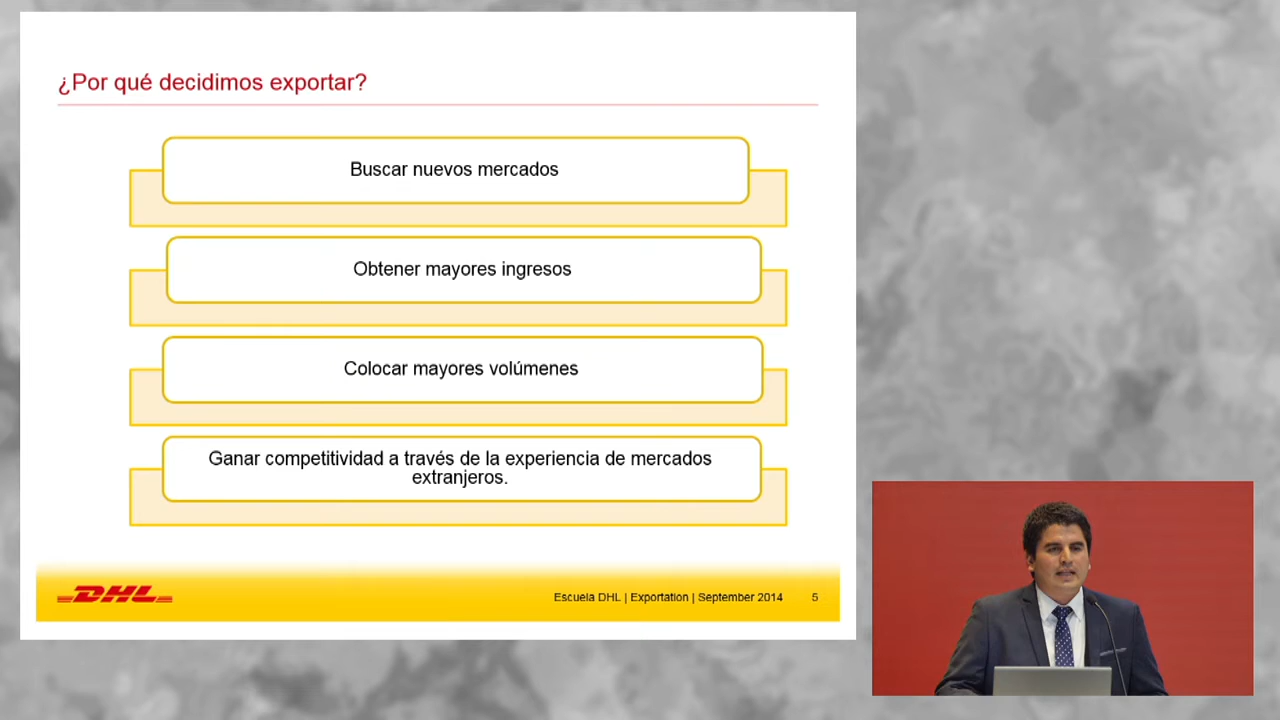 ¿Por qué decidimos exportar?
Buscar nuevos mercados
Obtener mayores ingresos
Colocar mayores volúmenes
Ganar competitividad a través de la experiencia de mercados
extranjeros.
DHL
Escuela DHL | Exportation | September 2014 5